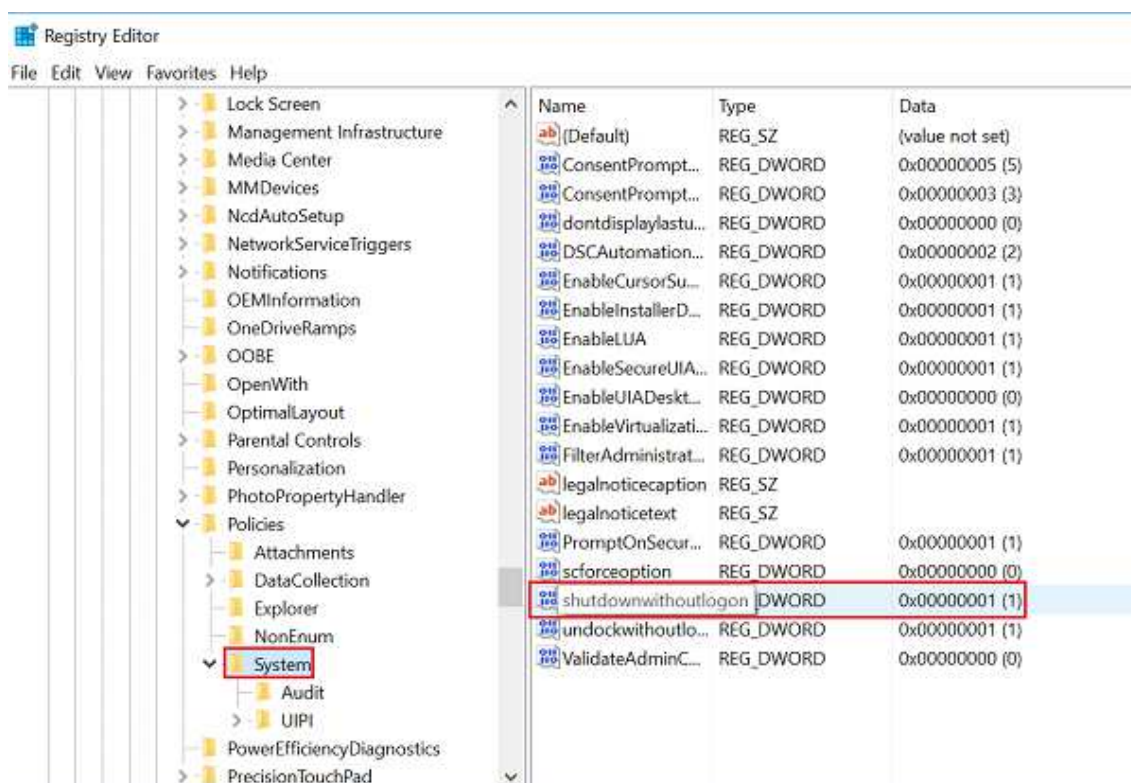 Registry Editor
File Edit View Favorites Help
Lock Screen
Management Infrastructure
Media Center
MMDevices
NcdAutoSetup
NetworkServiceTriggers
Notifications
OEMInformation
OneDriveRamps
OOBE
OpenWith
OptimalLayout
Parental Controls
Personalization
PhotoPropertyHandler
Policies
Attachments
DataCollection
Explorer
NonEnum
System
Audit
UIPI
PowerEfficiencyDiagnostics
PrecisionTouchPad
Name Type Data
(Default) REG_SZ (value not set)
ConsentPrompt... REG_DWORD 0x00000005 (5)
ConsentPrompt... REG_DWORD 0x00000003 (3)
dontdisplaylastu... REG_DWORD 0x00000000 (0)
DSCAutomation... REG_DWORD 0x00000002 (2)
EnableCursorSu... REG_DWORD 0x00000001 (1)
EnableInstallerD... REG_DWORD 0x00000001 (1)
EnableLUA REG_DWORD 0x00000001 (1)
EnableSecureUIA... REG_DWORD 0x00000001 (1)
EnableUIADeskt... REG_DWORD 0x00000000 (0)
EnableVirtualizati... REG_DWORD 0x00000001 (1)
FilterAdministrat... REG_DWORD 0x00000001 (1)
legalnoticecaption REG_SZ
legalnoticetext REG_SZ
PromptOnSecur... REG_DWORD 0x00000001 (1)
scforceoption REG_DWORD 0x00000000 (0)
shutdownwithoutlogon DWORD 0x00000001 (1)
undockwithoutlo... REG_DWORD 0x00000001 (1)
ValidateAdminC... REG_DWORD 0x00000000 (0)